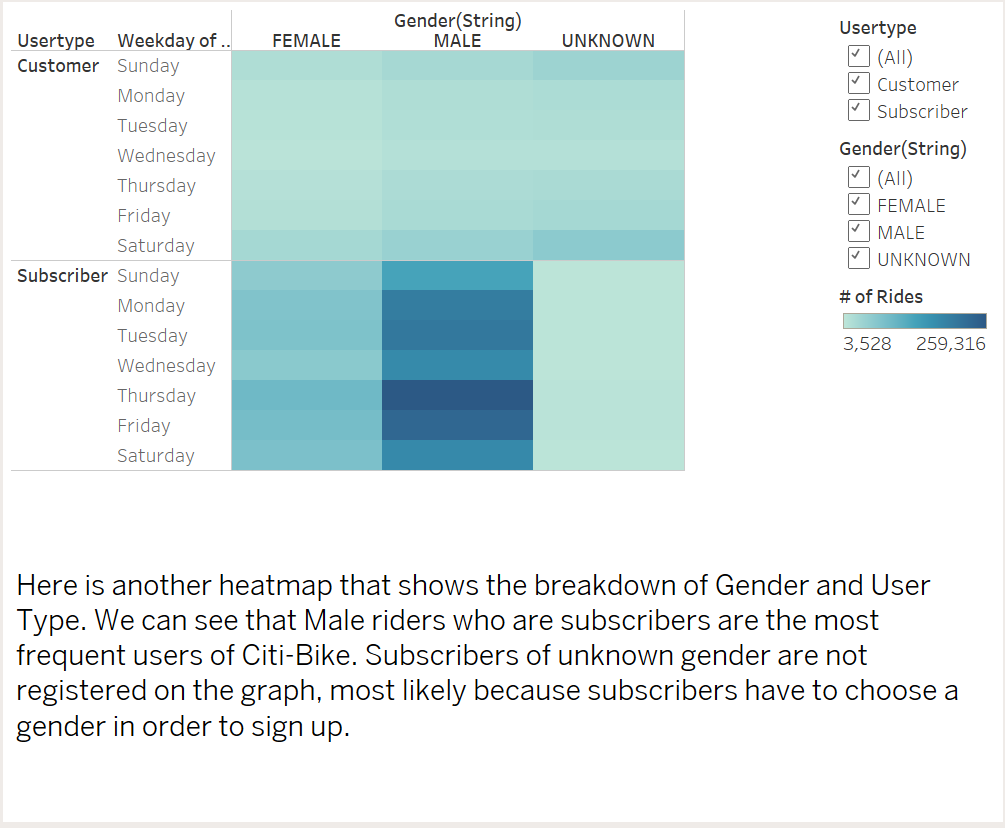 Gender(String)
Usertype Weekday of .. FEMALE MALE UNKNOWN
Customer Sunday
Monday
Tuesday
Wednesday
Thursday
Friday
Saturday
Subscriber Sunday
Monday
Tuesday
Wednesday
Thursday
Friday
Saturday
Usertype
(All)
Customer
Subscriber
Gender(String)
(All)
FEMALE
MALE
UNKNOWN
# of Rides
3,528 259,316
Here is another heatmap that shows the breakdown of Gender and User
Type. We can see that Male riders who are subscribers are the most
frequent users of Citi-Bike. Subscribers of unknown gender are not
registered on the graph, most likely because subscribers have to choose a
gender in order to sign up.